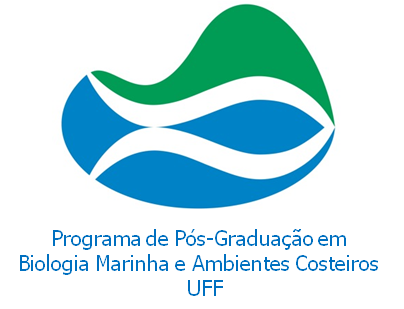 Programa de Pós-Graduação em
Biologia Marinha e Ambientes Costeiros
UFF